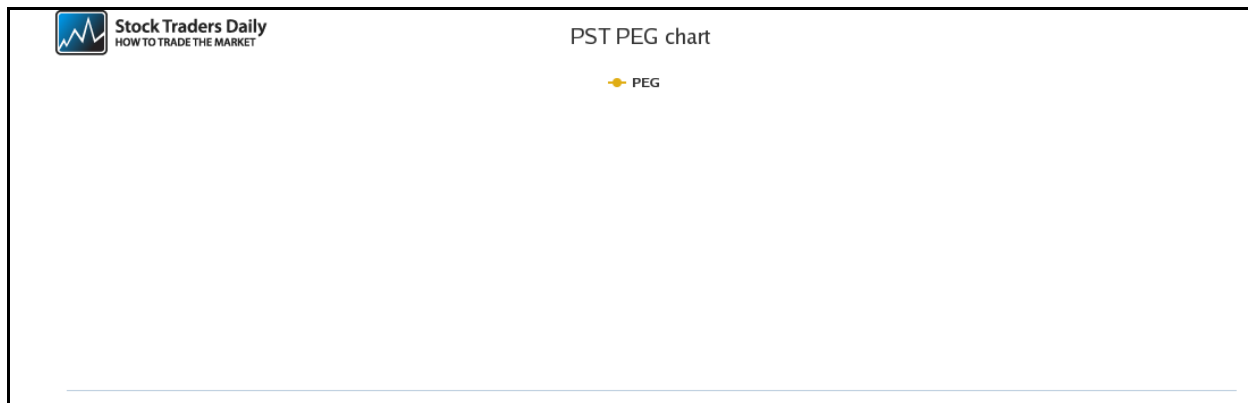 Stock Traders Daily
HOW TO TRADE THE MARKET
PST PEG chart
PEG